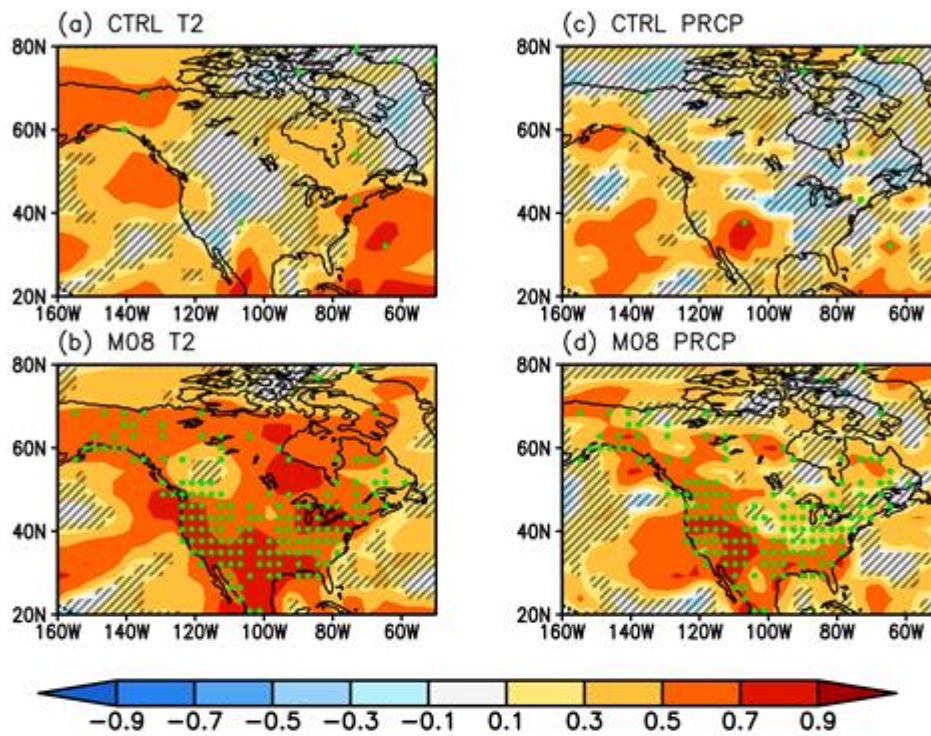 (a) CTRL T2
(c) CTRL PRCP
80N
60N
40N
20N
160W 140W 120W 100W 80W 60W
80N
60N
40N
20N
160W 140W 120W 100W 80W 60W
(b) M08 T2
(d) M08 PRCP
80N
60N
40N
20N
160W 140W 120W 100W 80W 60W
80N
60N
40N
20N
160W 140W 120W 100W 80W 60W
−0.9 −0.7 −0.5 −0.3 −0.1 0.1 0.3 0.5 0.7 0.9